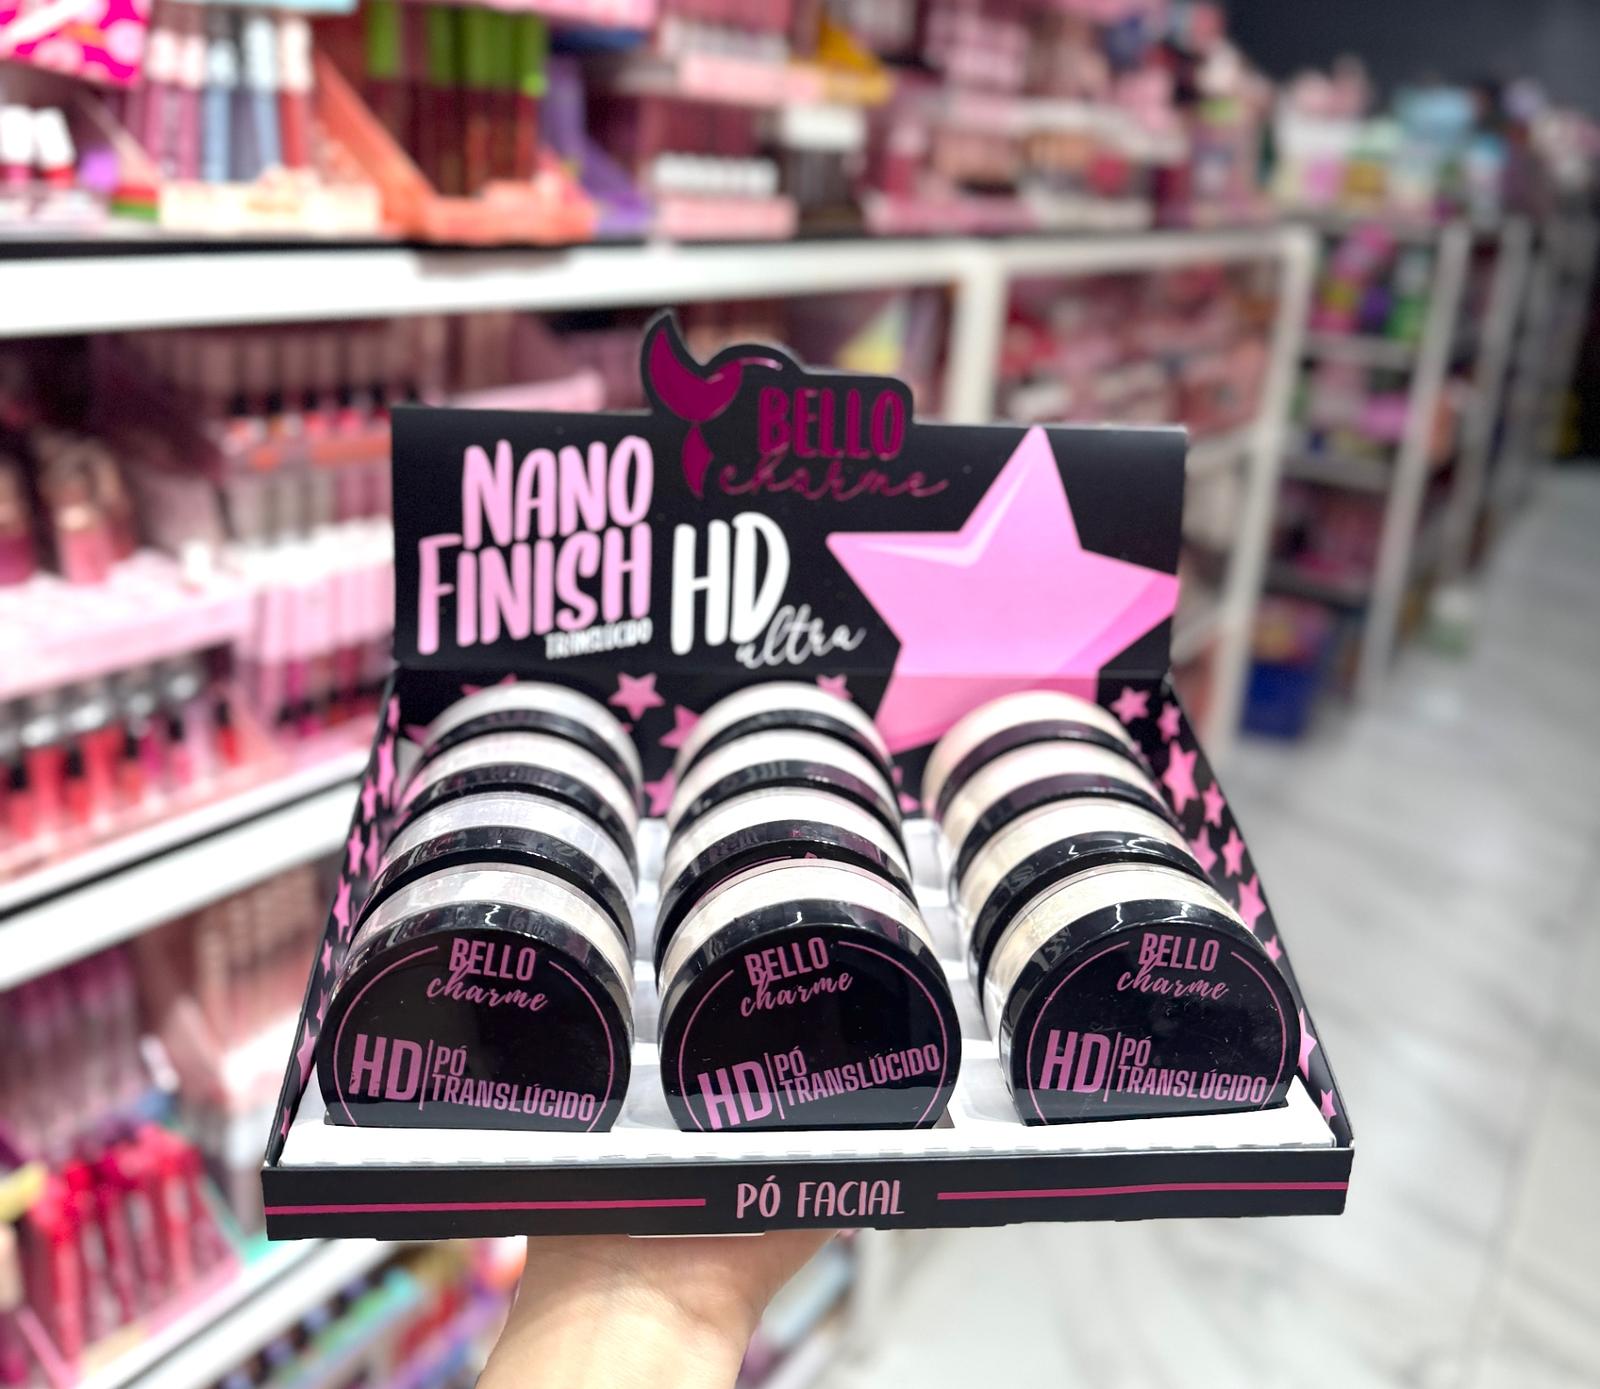 BELLO
charme
NANO
FINISH
TRANSLÚCIDO
HD
ultra
BELLO
charme
HD PÓ
TRANSLÚCIDO
BELLO
charme
HD PÓ
TRANSLÚCIDO
BELLO
charme
HD PÓ
TRANSLÚCIDO
PÓ FACIAL